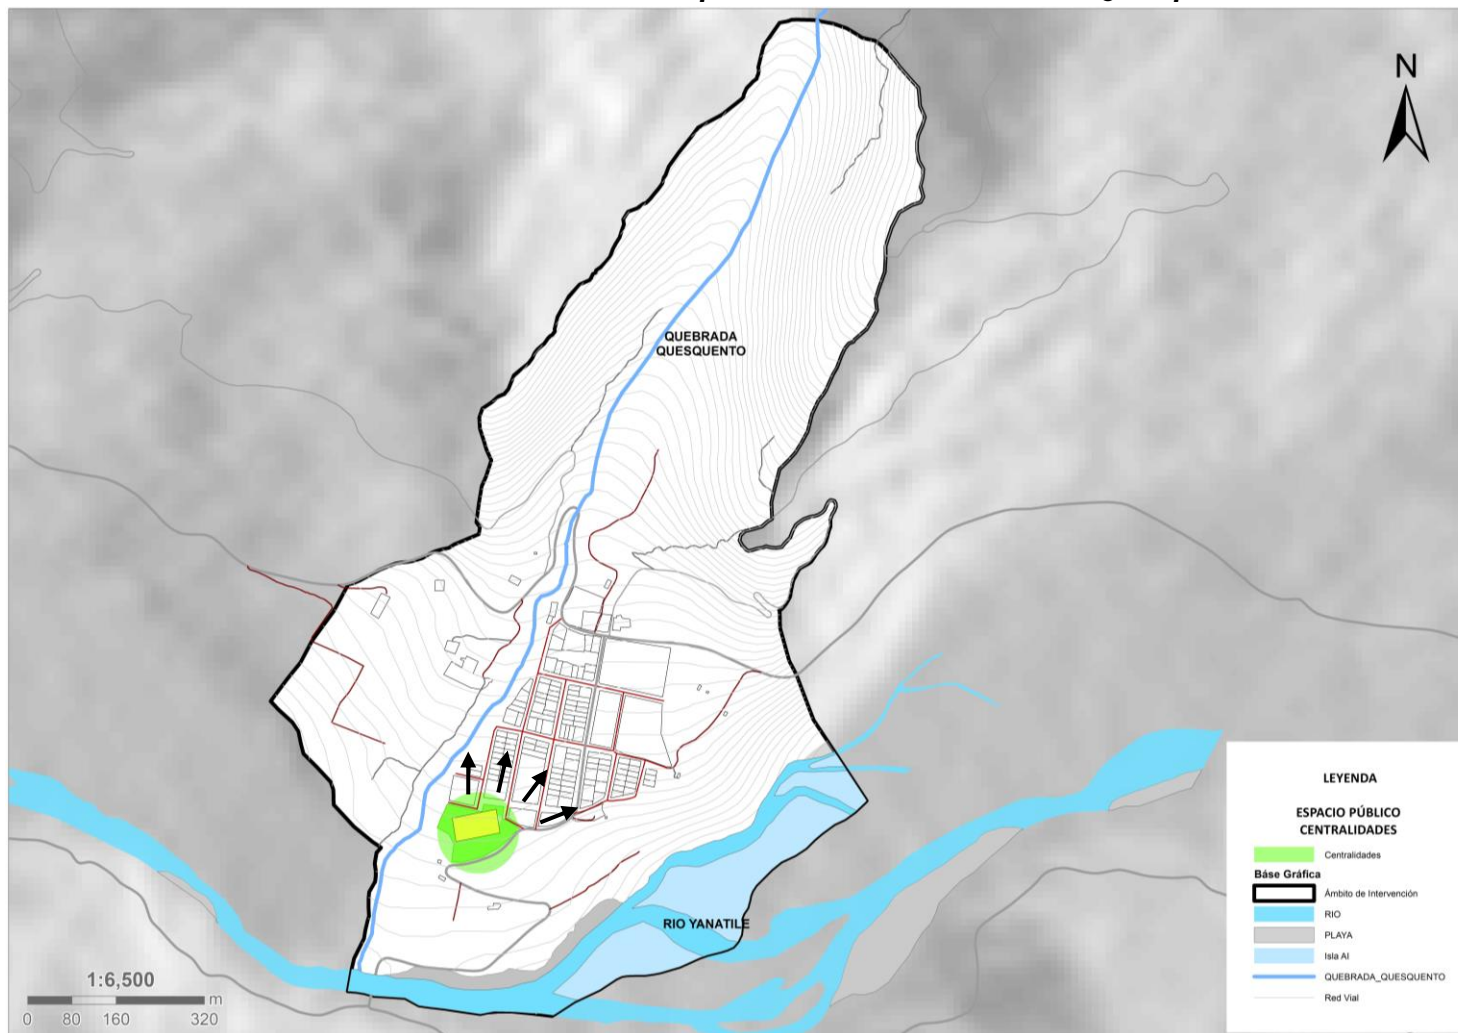 N
QUEBRADA
QUESQUENTO
RIO YANATILE
1:6,500
m
0 80 160 320
LEYENDA
ESPACIO PÚBLICO
CENTRALIDADES
Centralidades
Báse Gráfica
Ámbito de Intervención
RIO
PLAYA
Isla AI
QUEBRADA_QUESQUENTO
Red Vial